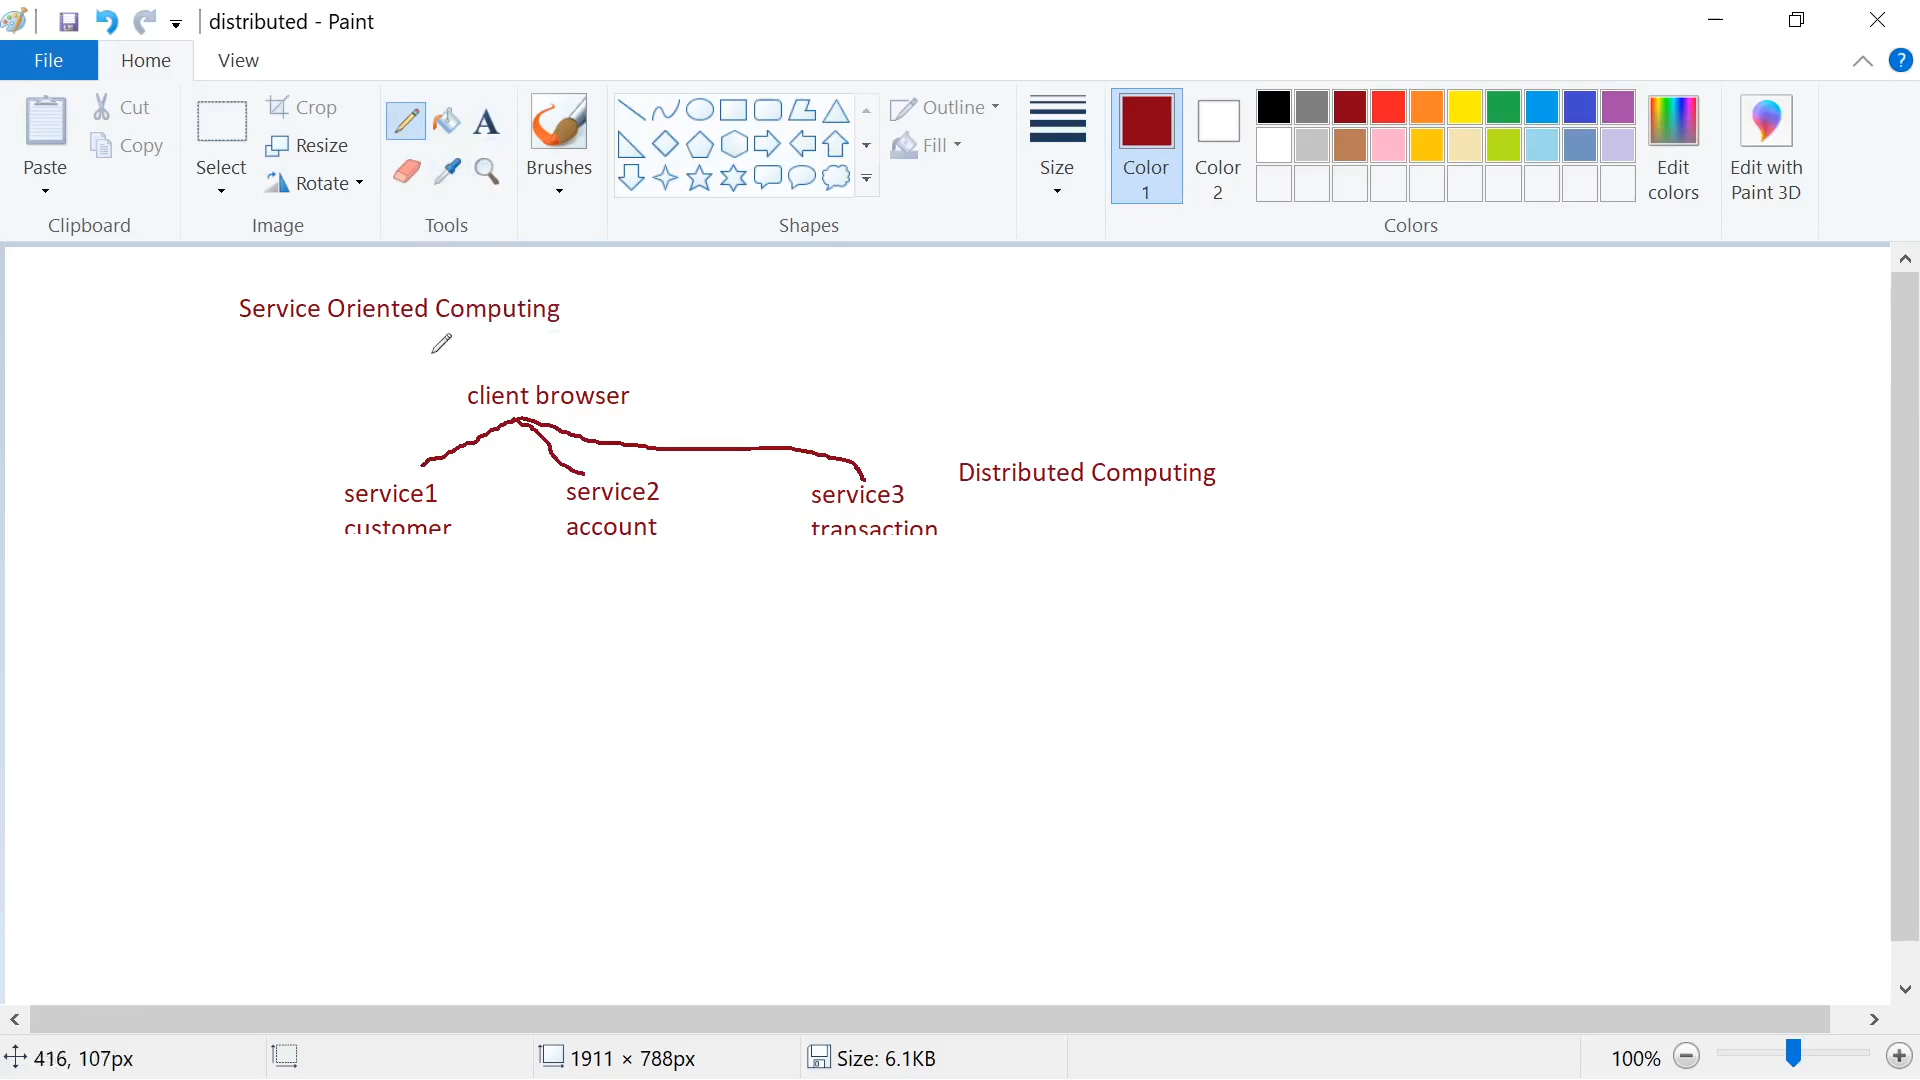 distributed - Paint
File Home View
Paste
Cut
Copy
Clipboard
Select
Crop
Resize
Rotate
Image
A
Tools
Brushes
Shapes
Outline
Fill
Size
Color 1
Color 2
Edit colors
Colors
Edit with Paint 3D
?
Service Oriented Computing
client browser
Distributed Computing
service1 service2 service3
customer account transaction
416, 107px
1911 × 788px
Size: 6.1KB
100%